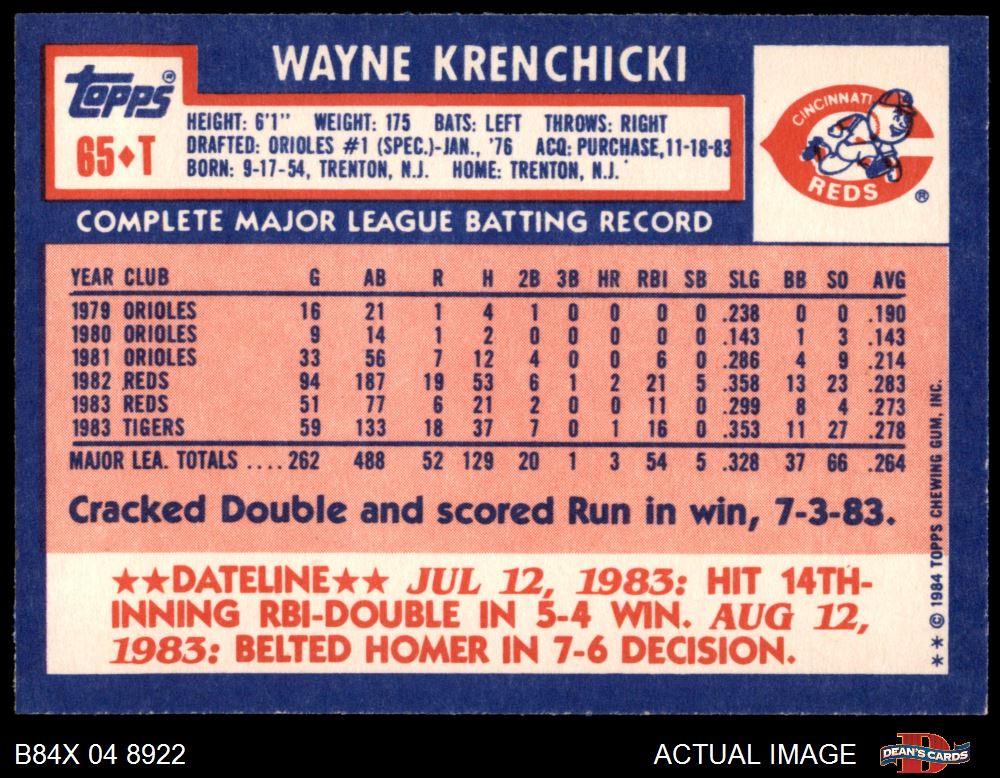 WAYNE KRENCHICKI
Topps®
65♦T
HEIGHT: 6'1" WEIGHT: 175 BATS: LEFT THROWS: RIGHT
DRAFTED: ORIOLES #1 (SPEC.)-JAN., '76 ACQ: PURCHASE,11-18-83
BORN: 9-17-54, TRENTON, N.J. HOME: TRENTON, N.J.
CINCINNATI
REDS
®
COMPLETE MAJOR LEAGUE BATTING RECORD
YEAR CLUB G AB R H 2B 3B HR RBI SB SLG BB SO AVG
1979 ORIOLES 16 21 1 4 1 0 0 0 0 .238 0 0 .190
1980 ORIOLES 9 14 1 2 0 0 0 0 0 .143 1 3 .143
1981 ORIOLES 33 56 7 12 4 0 0 6 0 .286 4 9 .214
1982 REDS 94 187 19 53 6 1 2 21 5 .358 13 23 .283
1983 REDS 51 77 6 21 2 0 0 11 0 .299 8 4 .273
1983 TIGERS 59 133 18 37 7 0 1 16 0 .353 11 27 .278
MAJOR LEA. TOTALS .... 262 488 52 129 20 1 3 54 5 .328 37 66 .264
Cracked Double and scored Run in win, 7-3-83.
★★DATELINE★★ JUL 12, 1983: HIT 14TH-
INNING RBI-DOUBLE IN 5-4 WIN. AUG 12,
1983: BELTED HOMER IN 7-6 DECISION.
** © 1984 TOPPS CHEWING GUM, INC.
B84X 04 8922
ACTUAL IMAGE
DEAN'S CARDS